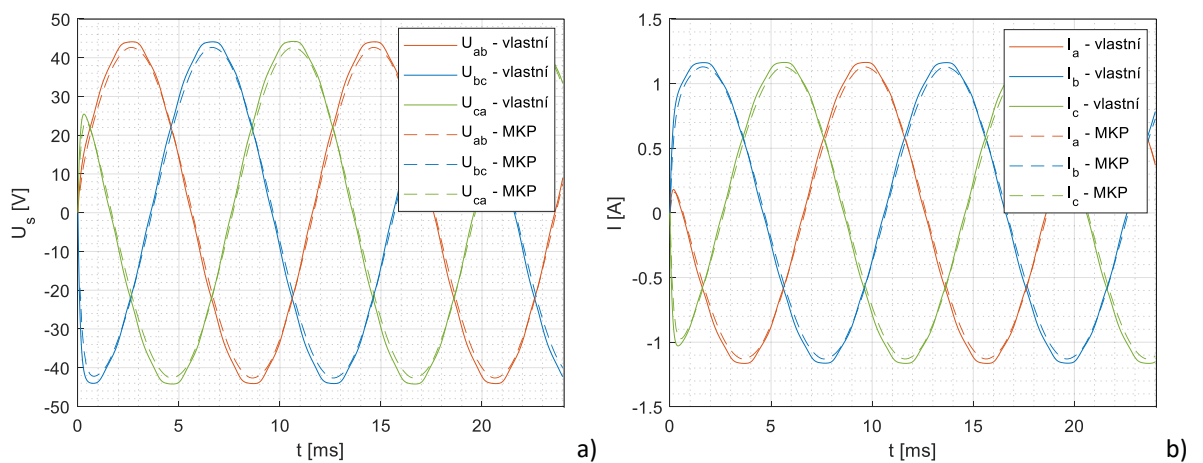 50
40
30
20
10
0
-10
-20
-30
-40
-50
U_s [V]
0 5 10 15 20
t [ms]
U_ab - vlastní
U_bc - vlastní
U_ca - vlastní
U_ab - MKP
U_bc - MKP
U_ca - MKP
a)
1.5
1
0.5
0
-0.5
-1
-1.5
I [A]
0 5 10 15 20
t [ms]
I_a - vlastní
I_b - vlastní
I_c - vlastní
I_a - MKP
I_b - MKP
I_c - MKP
b)